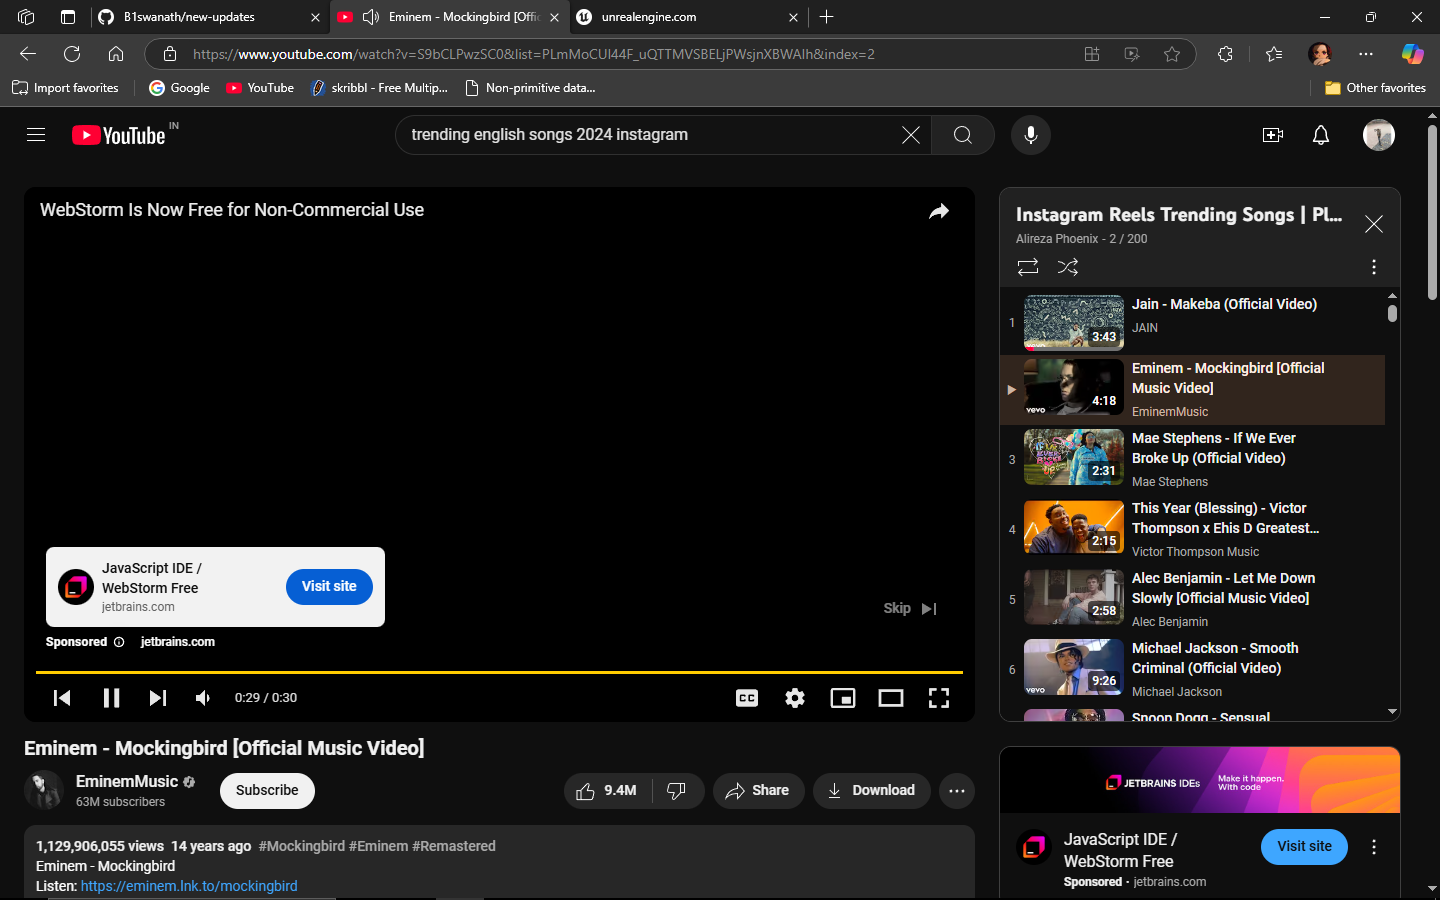 B1swanath/new-updates
Eminem - Mockingbird [Offic
unrealengine.com
https://www.youtube.com/watch?v=S9bCLPwzSC0&list=PLmMoCUI44F_uQTTMVSBELjPWsjnXBWAIh&index=2
Import favorites
Google
YouTube
skribbl - Free Multip...
Non-primitive data...
Other favorites
YouTube IN
trending english songs 2024 instagram
WebStorm Is Now Free for Non-Commercial Use
JavaScript IDE /
WebStorm Free
jetbrains.com
Visit site
Skip
Sponsored
jetbrains.com
0:29 / 0:30
CC
Eminem - Mockingbird [Official Music Video]
EminemMusic
63M subscribers
Subscribe
9.4M
Share
Download
1,129,906,055 views 14 years ago #Mockingbird #Eminem #Remastered
Eminem - Mockingbird
Listen: https://eminem.lnk.to/mockingbird
Instagram Reels Trending Songs | Pl...
Alireza Phoenix - 2 / 200
1
3:43
Jain - Makeba (Official Video)
JAIN
vevo
4:18
Eminem - Mockingbird [Official
Music Video]
EminemMusic
3
2:31
Mae Stephens - If We Ever
Broke Up (Official Video)
Mae Stephens
4
2:15
This Year (Blessing) - Victor
Thompson x Ehis D Greatest...
Victor Thompson Music
5
2:58
Alec Benjamin - Let Me Down
Slowly [Official Music Video]
Alec Benjamin
6
vevo
9:26
Michael Jackson - Smooth
Criminal (Official Video)
Michael Jackson
Snoop Dogg - Sensual
JETBRAINS IDEs
Make it happen.
With code
JavaScript IDE /
WebStorm Free
Sponsored · jetbrains.com
Visit site